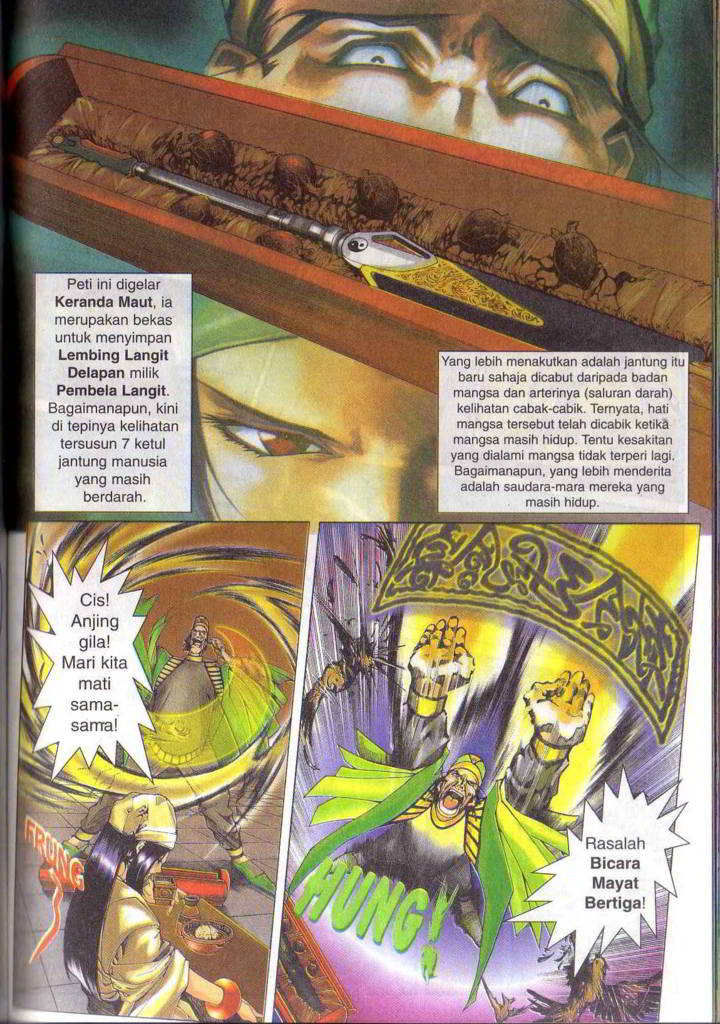 Peti ini digelar
Keranda Maut, ia
merupakan bekas
untuk menyimpan
Lembing Langit
Delapan milik
Pembela Langit.
Bagaimanapun, kini
di tepinya kelihatan
tersusun 7 ketul
jantung manusia
yang masih
berdarah.
Yang lebih menakutkan adalah jantung itu
baru sahaja dicabut daripada badan
mangsa dan arterinya (saluran darah)
kelihatan cabak-cabik. Ternyata, hati
mangsa tersebut telah dicabik ketika
mangsa masih hidup. Tentu kesakitan
yang dialami mangsa tidak terperi lagi.
Bagaimanapun, yang lebih menderita
adalah saudara-mara mereka yang
masih hidup.
Cis!
Anjing
gila!
Mari kita
mati
sama-
sama!
FRUNG
HUNG!
Rasalah
Bicara
Mayat
Bertiga!